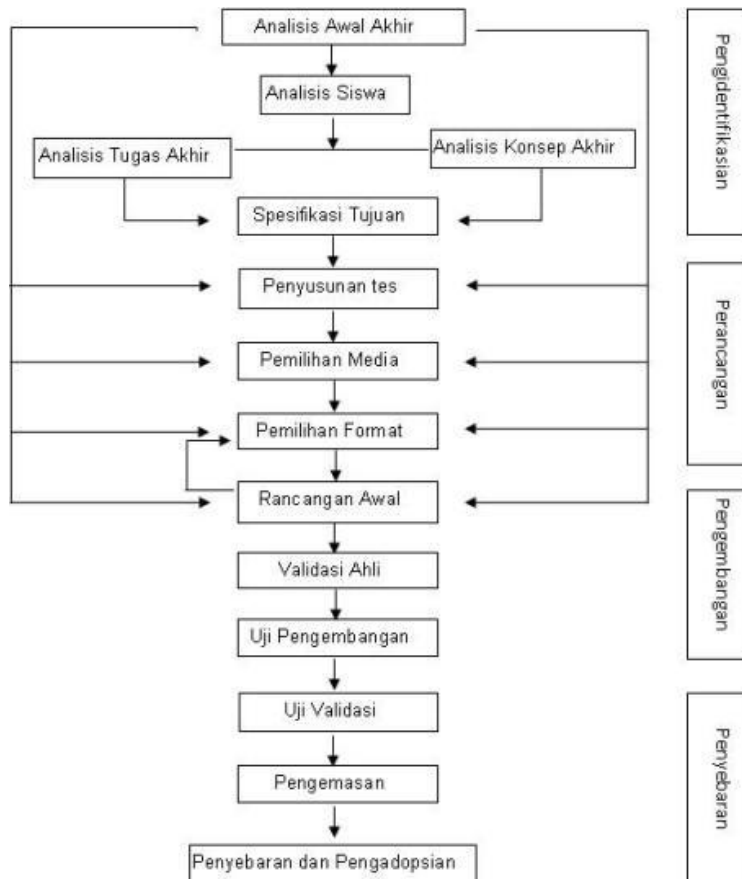 Analisis Awal Akhir
Analisis Siswa
Analisis Tugas Akhir
Analisis Konsep Akhir
Spesifikasi Tujuan
Penyusunan tes
Pemilihan Media
Pemilihan Format
Rancangan Awal
Validasi Ahli
Uji Pengembangan
Uji Validasi
Pengemasan
Penyebaran dan Pengadopsian
Pengidentifikasian
Perancangan
Pengembangan
Penyebaran